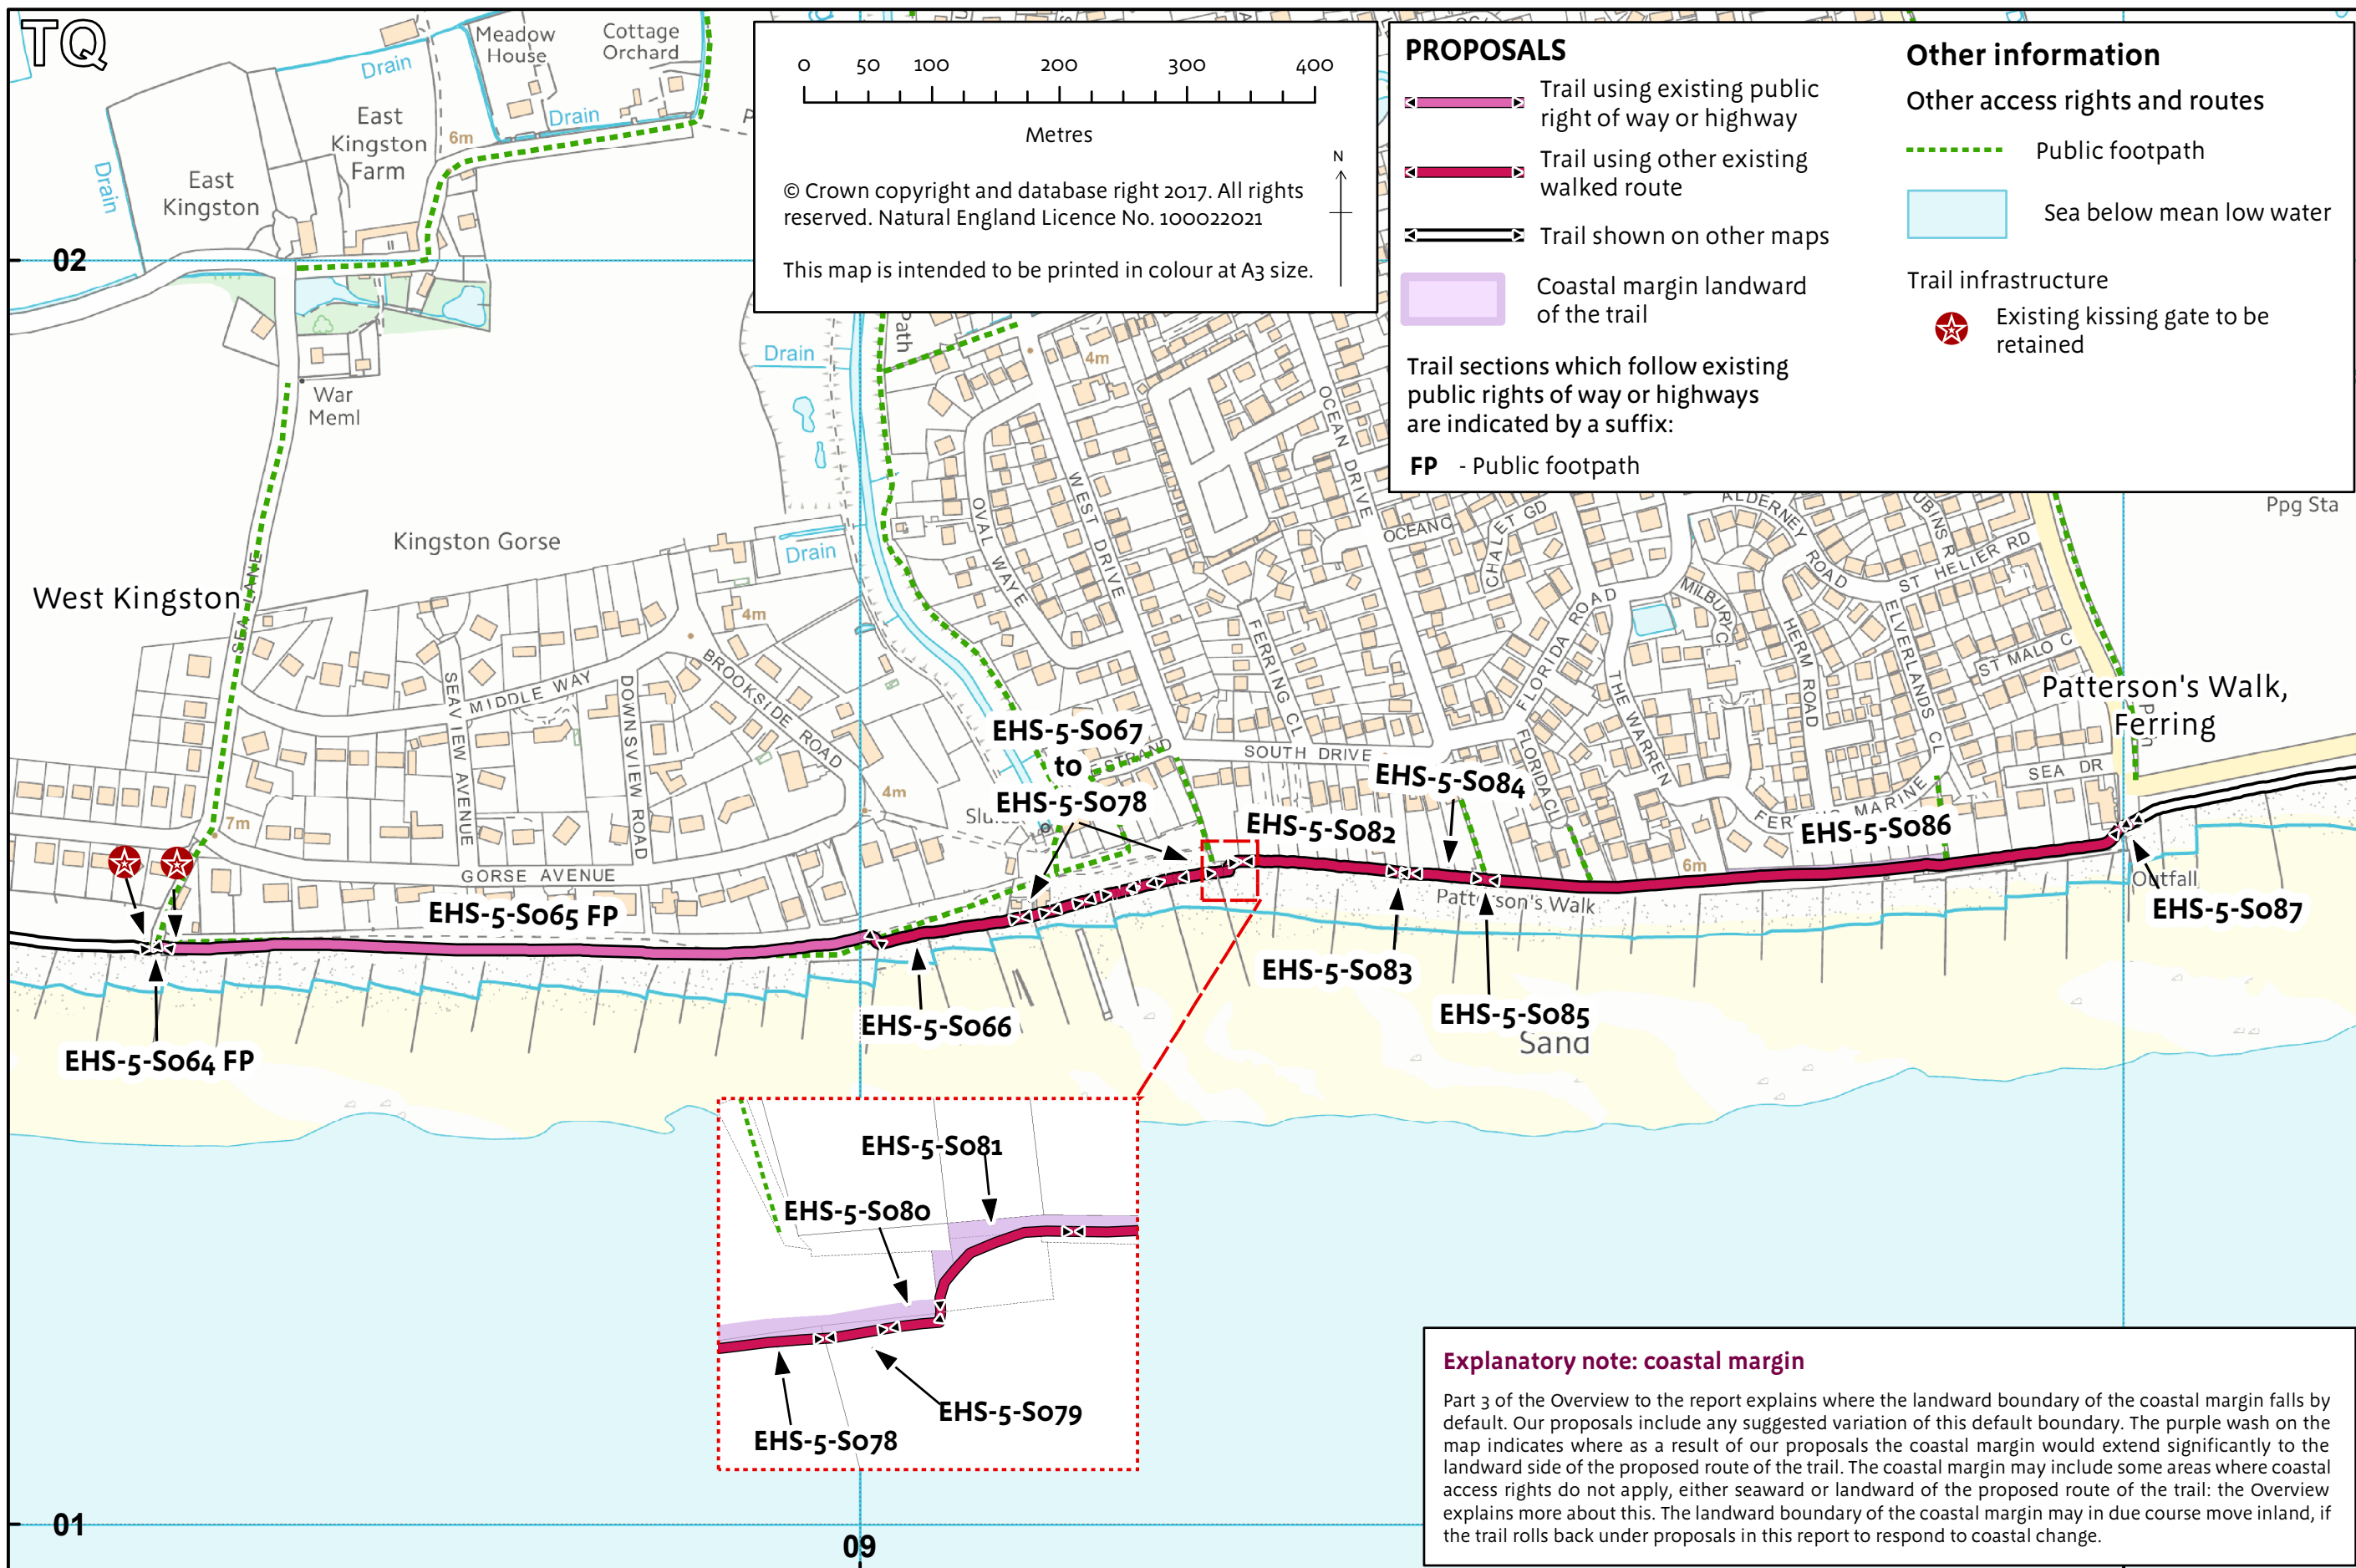 TQ
Meadow
House
Cottage
Orchard
Drain
East
Kingston
Farm
6m
Drain
Drain
East
Kingston
02
War
Meml
0 50 100 200 300 400
Metres
N
© Crown copyright and database right 2017. All rights
reserved. Natural England Licence No. 100022021
This map is intended to be printed in colour at A3 size.
PROPOSALS
Trail using existing public
right of way or highway
Trail using other existing
walked route
Trail shown on other maps
Coastal margin landward
of the trail
Trail sections which follow existing
public rights of way or highways
are indicated by a suffix:
FP - Public footpath
Other information
Other access rights and routes
Public footpath
Sea below mean low water
Trail infrastructure
Existing kissing gate to be
retained
Path
Drain
4m
OCEAN DRIVE
WEST DRIVE
OVAL WAYE
OCEANC
CHALET GD
ALDERNEY ROAD
ST HELIER RD
Ppg Sta
Kingston Gorse
Drain
West Kingston
SEA LANE
4m
MIDDLE WAY
SEAVIEW AVENUE
DOWNSVIEW ROAD
BROOKSIDE ROAD
FERRING CL
FLORIDA ROAD
MILBURY C
HERM ROAD
ELVERLANDS CL
ST MALO C
THE WARREN
Patterson's Walk,
Ferring
EHS-5-S067
to
EHS-5-S078
STRAND
SOUTH DRIVE
FLORIDA CL
SEA DR
4m
7m
EHS-5-S084
EHS-5-S082
EHS-5-S086
6m
GORSE AVENUE
EHS-5-S065 FP
Patterson's Walk
Outfall
EHS-5-S087
EHS-5-S083
EHS-5-S085
EHS-5-S066
Sand
EHS-5-S064 FP
EHS-5-S081
EHS-5-S080
EHS-5-S079
EHS-5-S078
Explanatory note: coastal margin
Part 3 of the Overview to the report explains where the landward boundary of the coastal margin falls by
default. Our proposals include any suggested variation of this default boundary. The purple wash on the
map indicates where as a result of our proposals the coastal margin would extend significantly to the
landward side of the proposed route of the trail. The coastal margin may include some areas where coastal
access rights do not apply, either seaward or landward of the proposed route of the trail: the Overview
explains more about this. The landward boundary of the coastal margin may in due course move inland, if
the trail rolls back under proposals in this report to respond to coastal change.
01
09